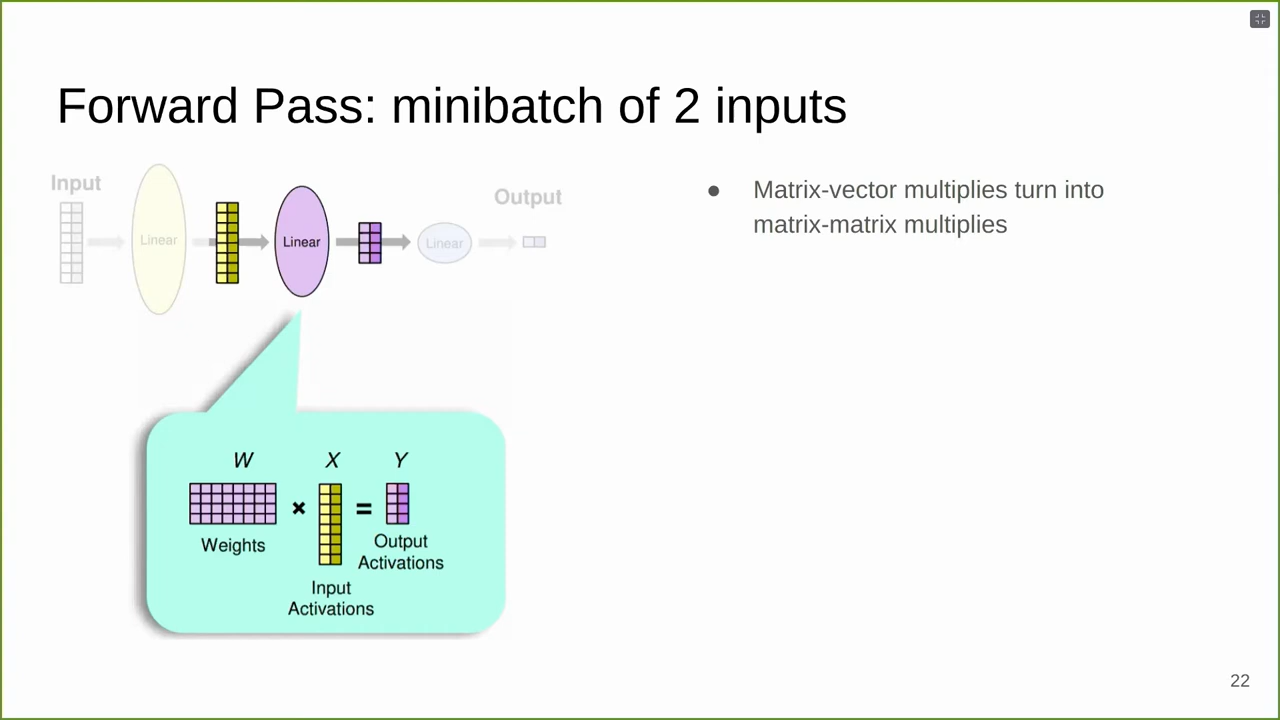 Forward Pass: minibatch of 2 inputs
Input
Linear
Linear
Linear
Output
● Matrix-vector multiplies turn into
matrix-matrix multiplies
W X Y
× =
Weights
Output
Activations
Input
Activations
22